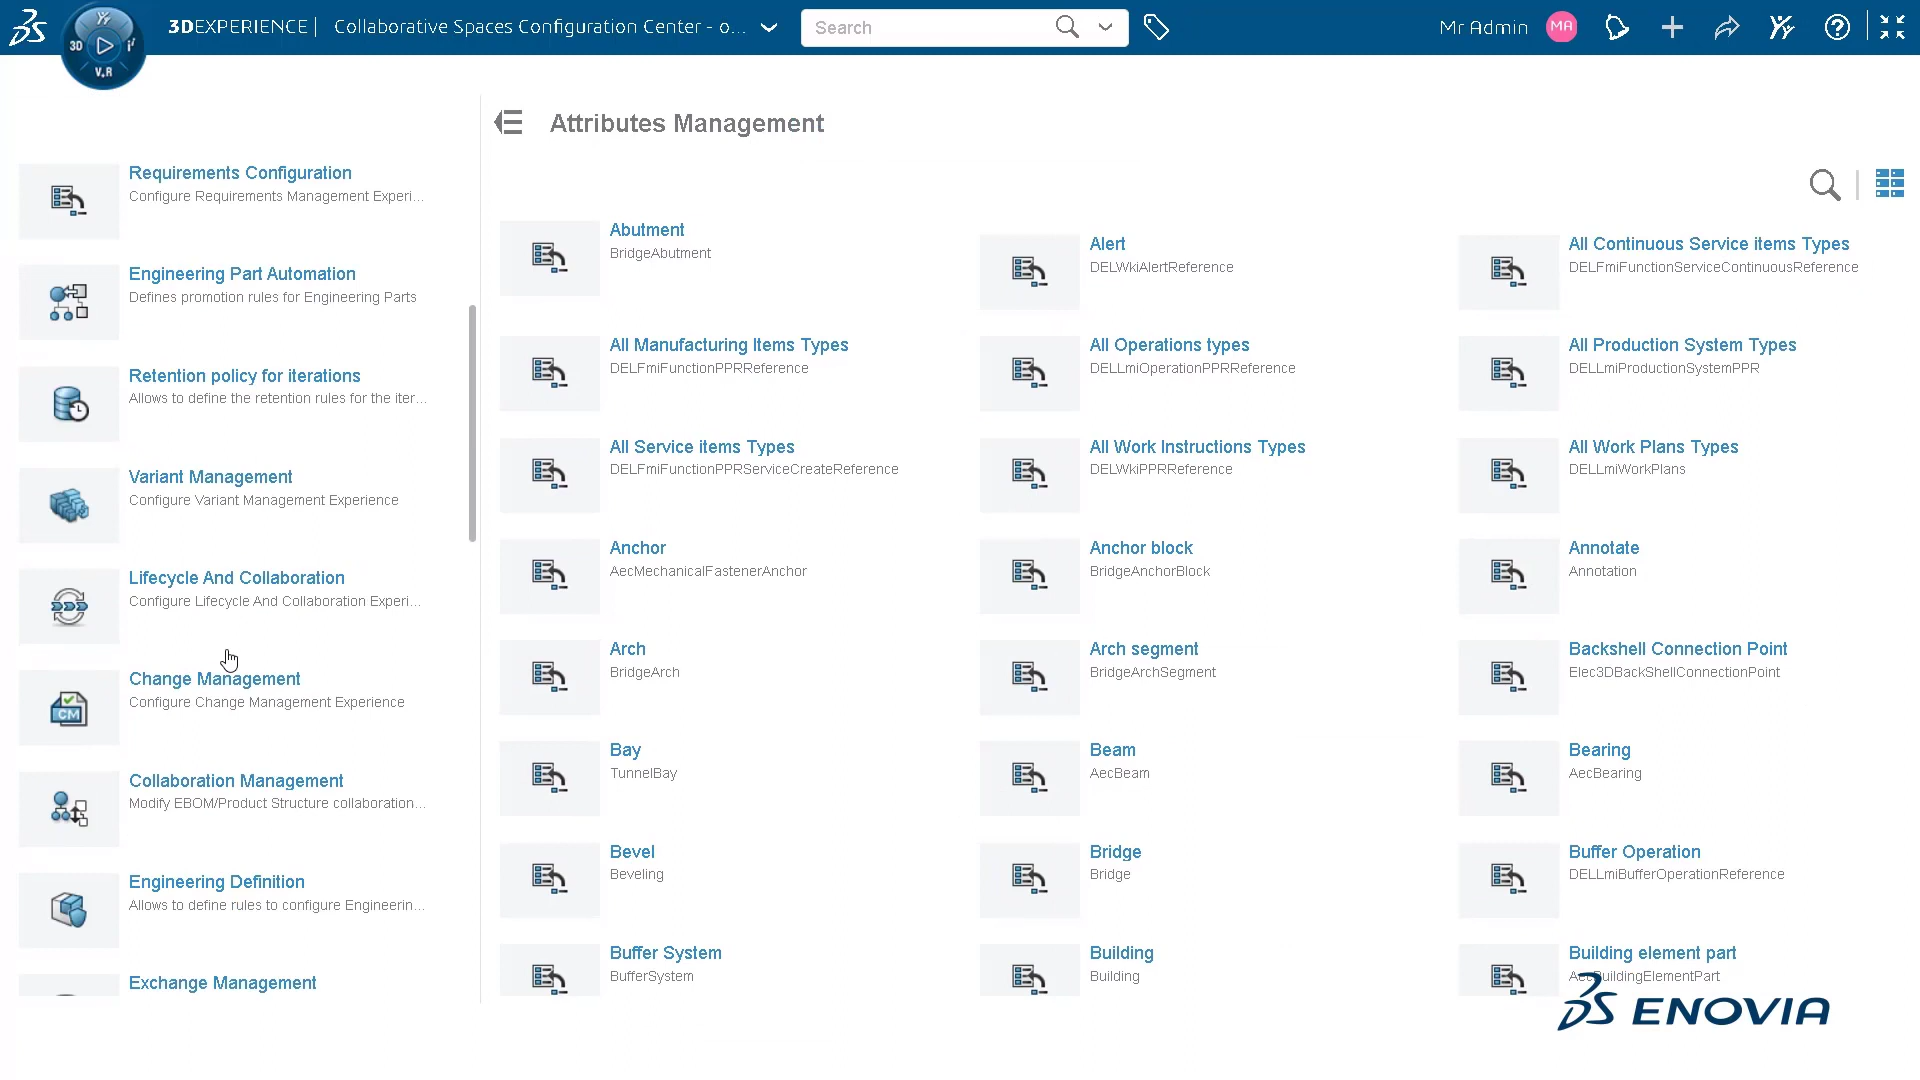 3DEXPERIENCE | Collaborative Spaces Configuration Center - o...
Search
Mr Admin
MA
3D
V.R
Attributes Management
Requirements Configuration
Configure Requirements Management Experi...
Engineering Part Automation
Defines promotion rules for Engineering Parts
Retention policy for iterations
Allows to define the retention rules for the iter...
Variant Management
Configure Variant Management Experience
Lifecycle And Collaboration
Configure Lifecycle And Collaboration Experi...
Change Management
Configure Change Management Experience
CM
Collaboration Management
Modify EBOM/Product Structure collaboration...
Engineering Definition
Allows to define rules to configure Engineerin...
Exchange Management
Abutment
BridgeAbutment
Alert
DELWkiAlertReference
All Continuous Service items Types
DELFmiFunctionServiceContinuousReference
All Manufacturing Items Types
DELFmiFunctionPPRReference
All Operations types
DELLmiOperationPPRReference
All Production System Types
DELLmiProductionSystemPPR
All Service items Types
DELFmiFunctionPPRServiceCreateReference
All Work Instructions Types
DELWkiPPRReference
All Work Plans Types
DELLmiWorkPlans
Anchor
AecMechanicalFastenerAnchor
Anchor block
BridgeAnchorBlock
Annotate
Annotation
Arch
BridgeArch
Arch segment
BridgeArchSegment
Backshell Connection Point
Elec3DBackShellConnectionPoint
Bay
TunnelBay
Beam
AecBeam
Bearing
AecBearing
Bevel
Beveling
Bridge
Bridge
Buffer Operation
DELLmiBufferOperationReference
Buffer System
BufferSystem
Building
Building
Building element part
AecBuildingElementPart
ENOVIA